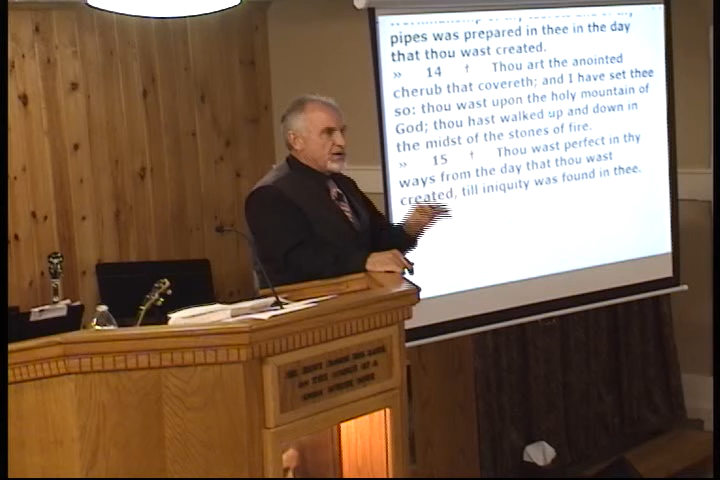 pipes was prepared in thee in the day
that thou wast created.
» 14 † Thou art the anointed
cherub that covereth; and I have set thee
so: thou wast upon the holy mountain of
God; thou hast walked up and down in
the midst of the stones of fire.
» 15 † Thou wast perfect in thy
ways from the day that thou wast
created, till iniquity was found in thee.